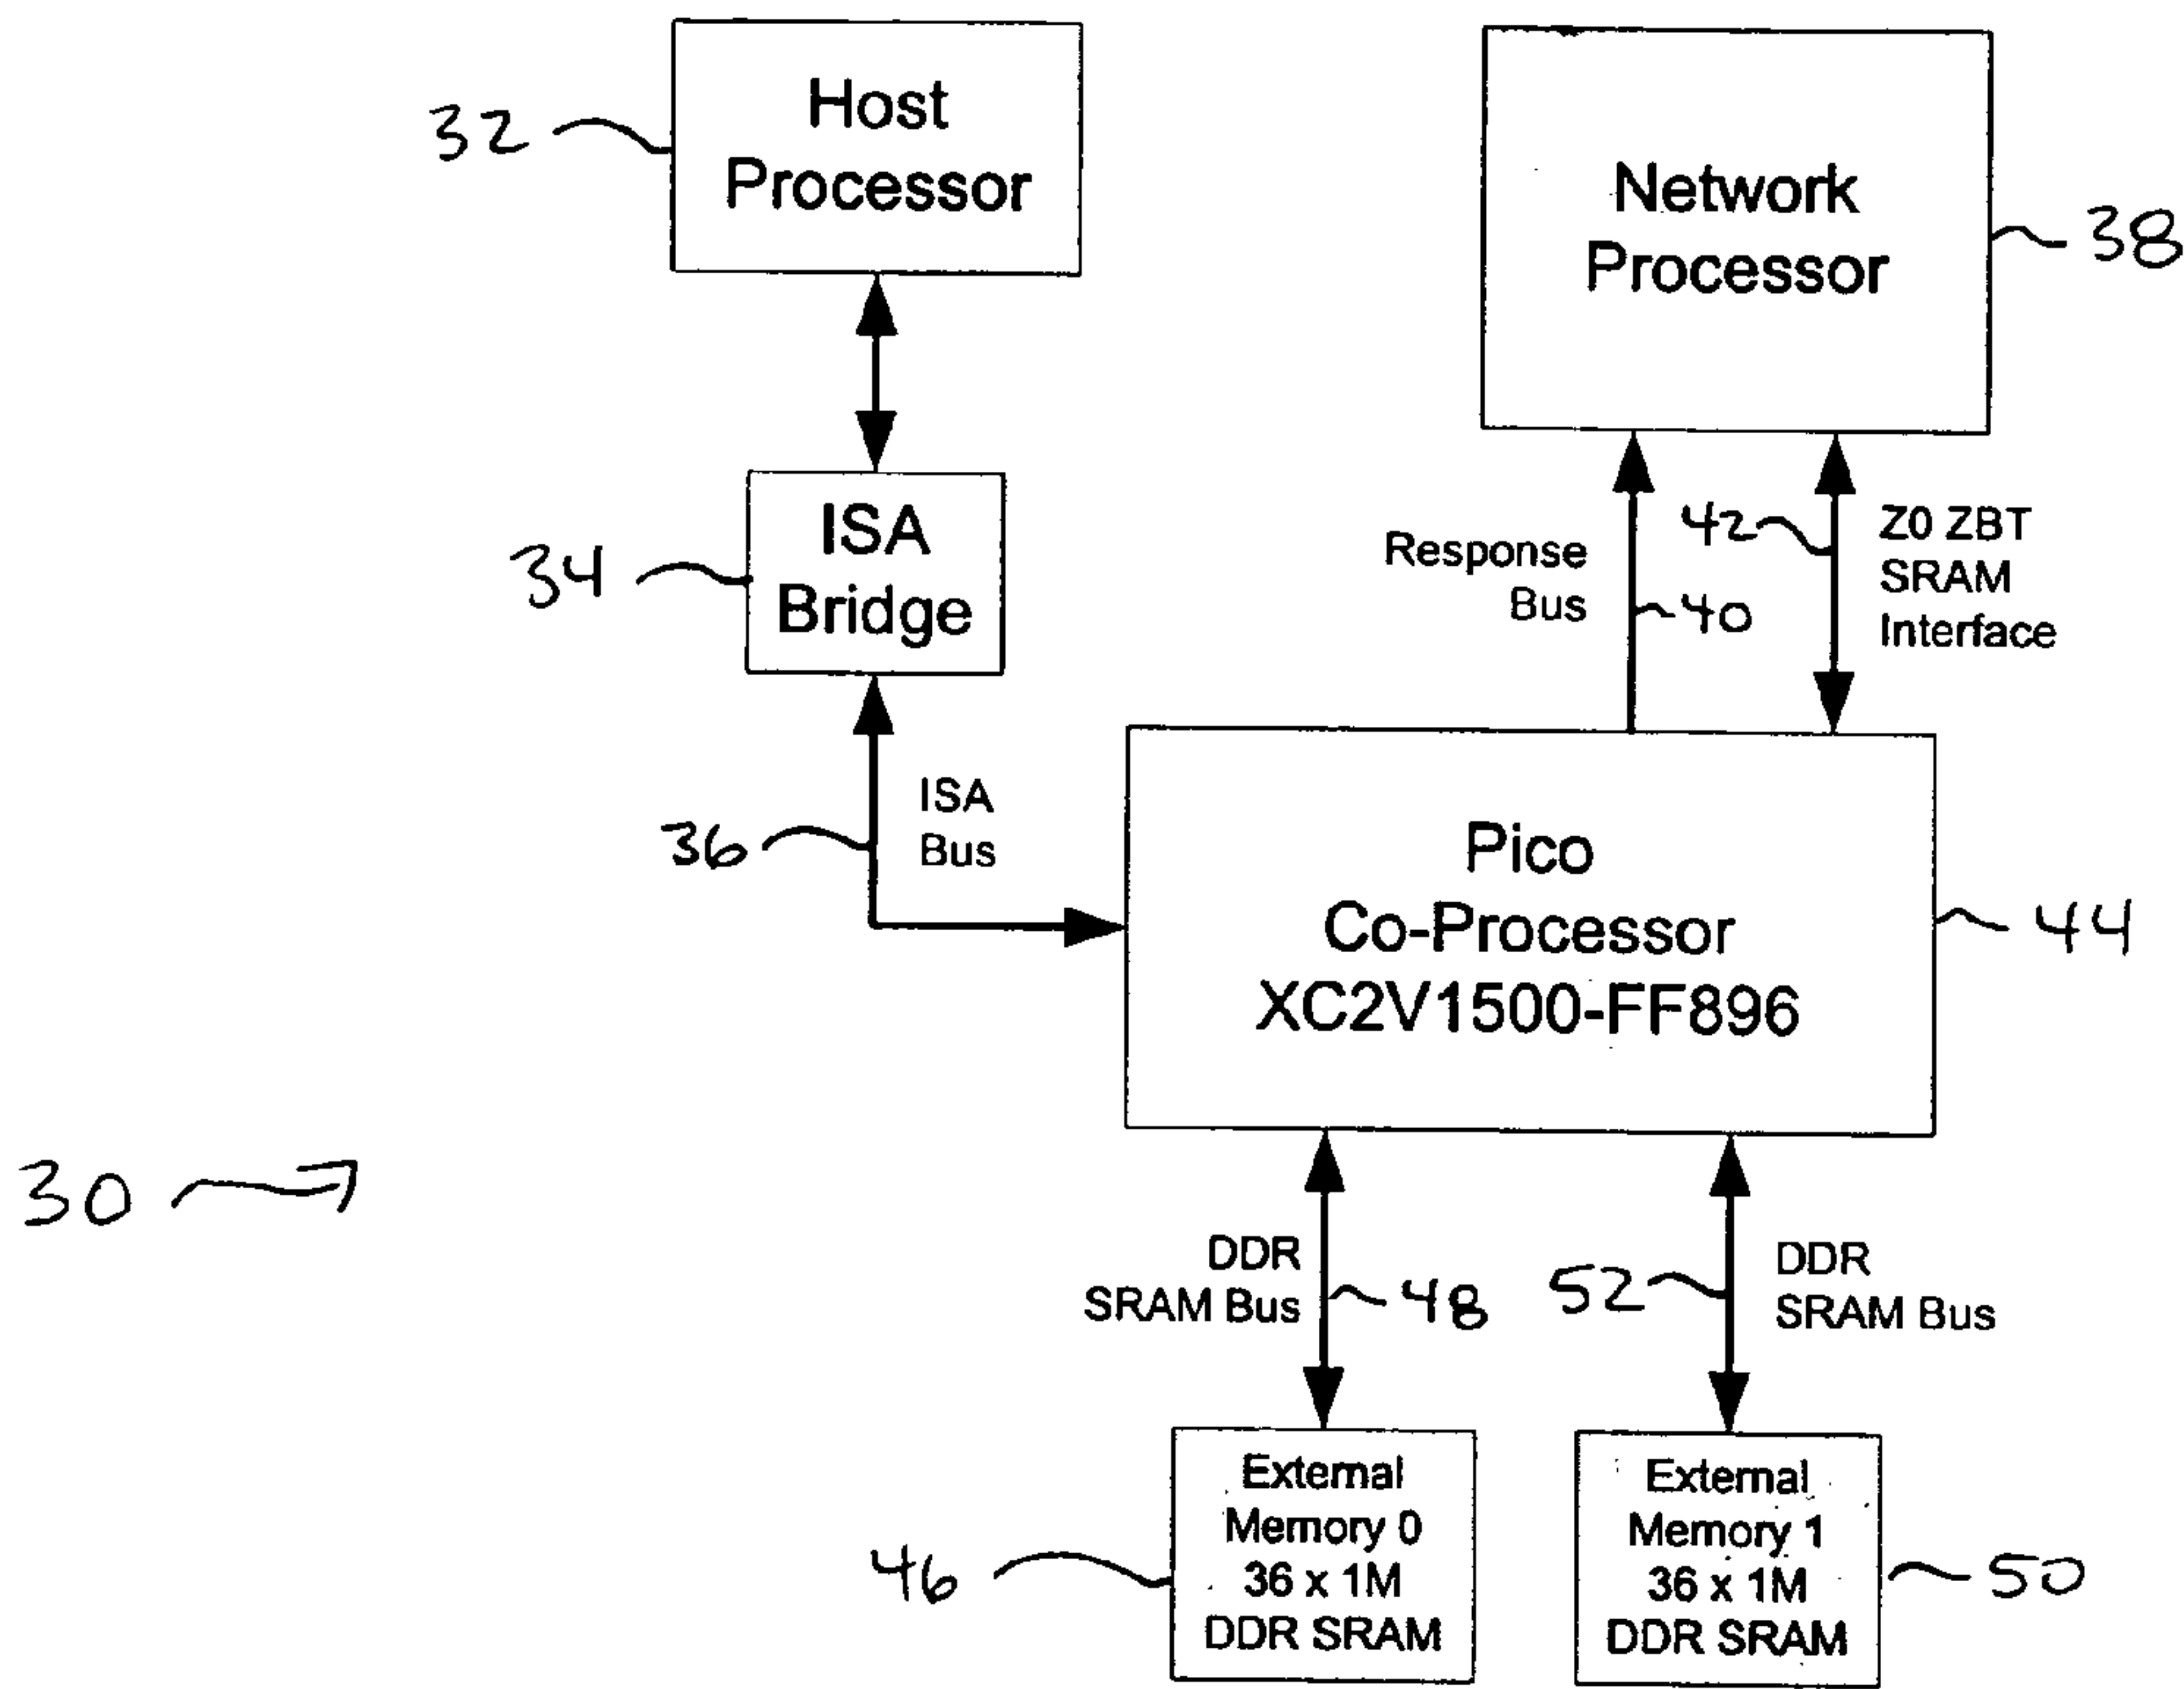 Host
Processor
32
Network
Processor
38
ISA
Bridge
34
Response
Bus
40
42
Z0 ZBT
SRAM
Interface
ISA
Bus
36
Pico
Co-Processor
XC2V1500-FF896
44
30
DDR
SRAM Bus
48
52
DDR
SRAM Bus
External
Memory 0
36 x 1M
DDR SRAM
46
External
Memory 1
36 x 1M
DDR SRAM
50